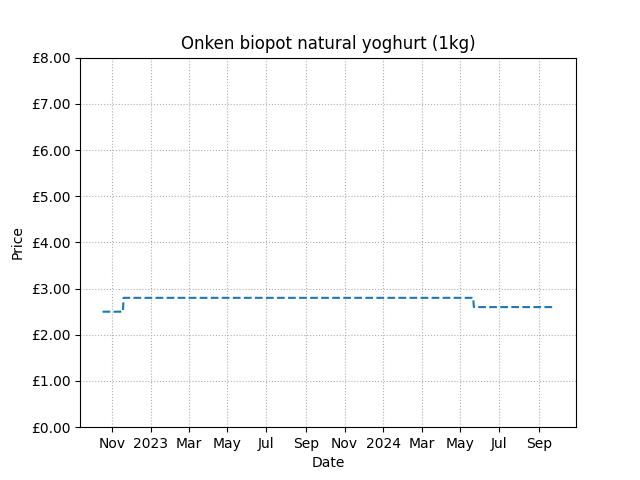 Onken biopot natural yoghurt (1kg)
£8.00
£7.00
£6.00
£5.00
£4.00
£3.00
£2.00
£1.00
£0.00
Price
Nov 2023 Mar May Jul Sep Nov 2024 Mar May Jul Sep
Date